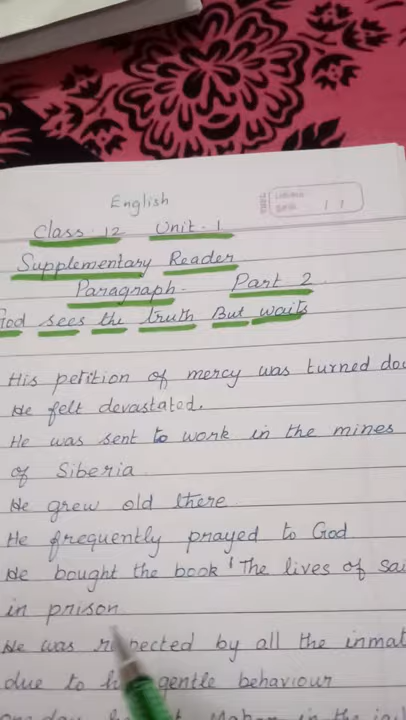 English
Class 12 Unit-1
Supplementary Reader
Paragraph. Part 2
God sees the truth But waits
His petition of mercy was turned
He felt devastated.
He was sent to work in the mines
of Siberia
He grew old there
He frequently prayed to God
He bought the book 'The lives of
in prison
He was by all the
due to gentle behaviour